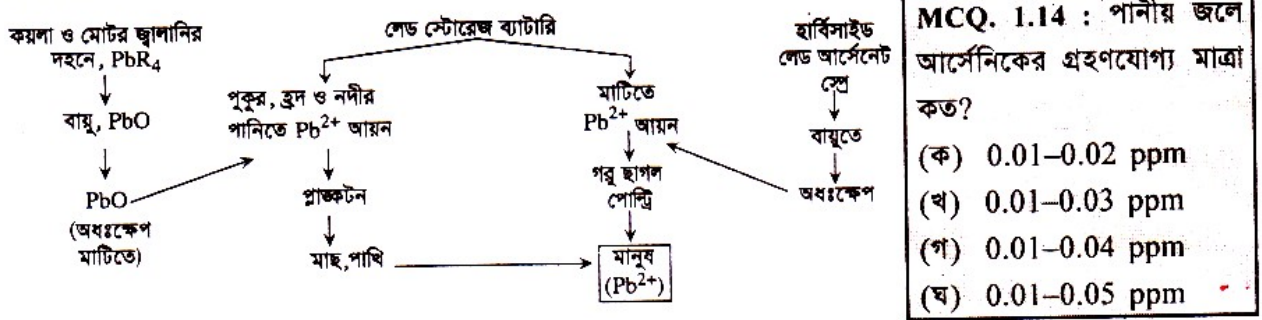 কয়লা ও মোটর জ্বালানির
দহনে, PbR₄
বায়ু, PbO
PbO
(অধঃক্ষেপ
মাটিতে)
লেড স্টোরেজ ব্যাটারি
পুকুর, হ্রদ ও নদীর
পানিতে Pb²⁺ আয়ন
প্লাঙ্কটন
মাছ,পাখি
মাটিতে
Pb²⁺ আয়ন
গরু ছাগল
পোল্ট্রি
মানুষ
(Pb²⁺)
হার্বিসাইড
লেড আর্সেনেট
স্প্রে
বায়ুতে
অধঃক্ষেপ
MCQ. 1.14 : পানীয় জলে
আর্সেনিকের গ্রহণযোগ্য মাত্রা
কত?
(ক) 0.01–0.02 ppm
(খ) 0.01–0.03 ppm
(গ) 0.01–0.04 ppm
(ঘ) 0.01–0.05 ppm